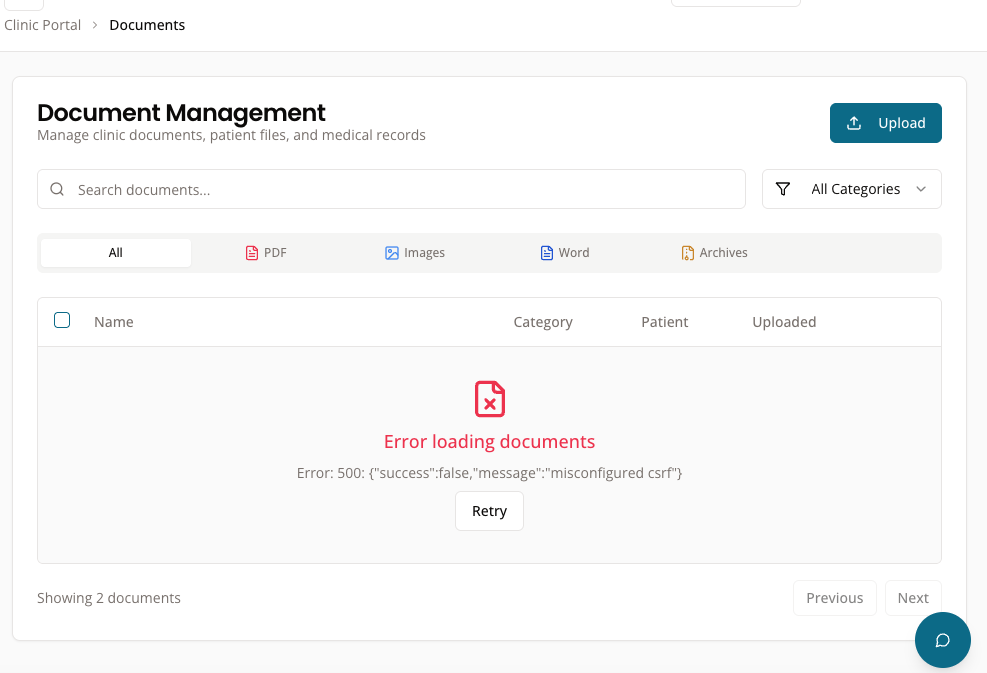 Clinic Portal > Documents
Document Management
Manage clinic documents, patient files, and medical records
Upload
Search documents...
All Categories
All PDF Images Word Archives
Name Category Patient Uploaded
Error loading documents
Error: 500: {"success":false,"message":"misconfigured csrf"}
Retry
Showing 2 documents
Previous Next